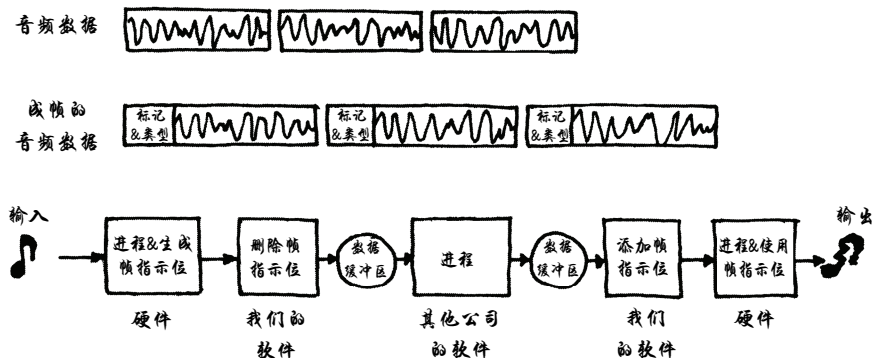 音频数据
成帧的
音频数据
标记
&类型
标记
&类型
标记
&类型
输入
进程&生成
帧指示位
删除帧
指示位
数据
缓冲区
进程
数据
缓冲区
添加帧
指示位
进程&使用
帧指示位
输出
硬件
我们的
软件
其他公司
的软件
我们
的软件
硬件